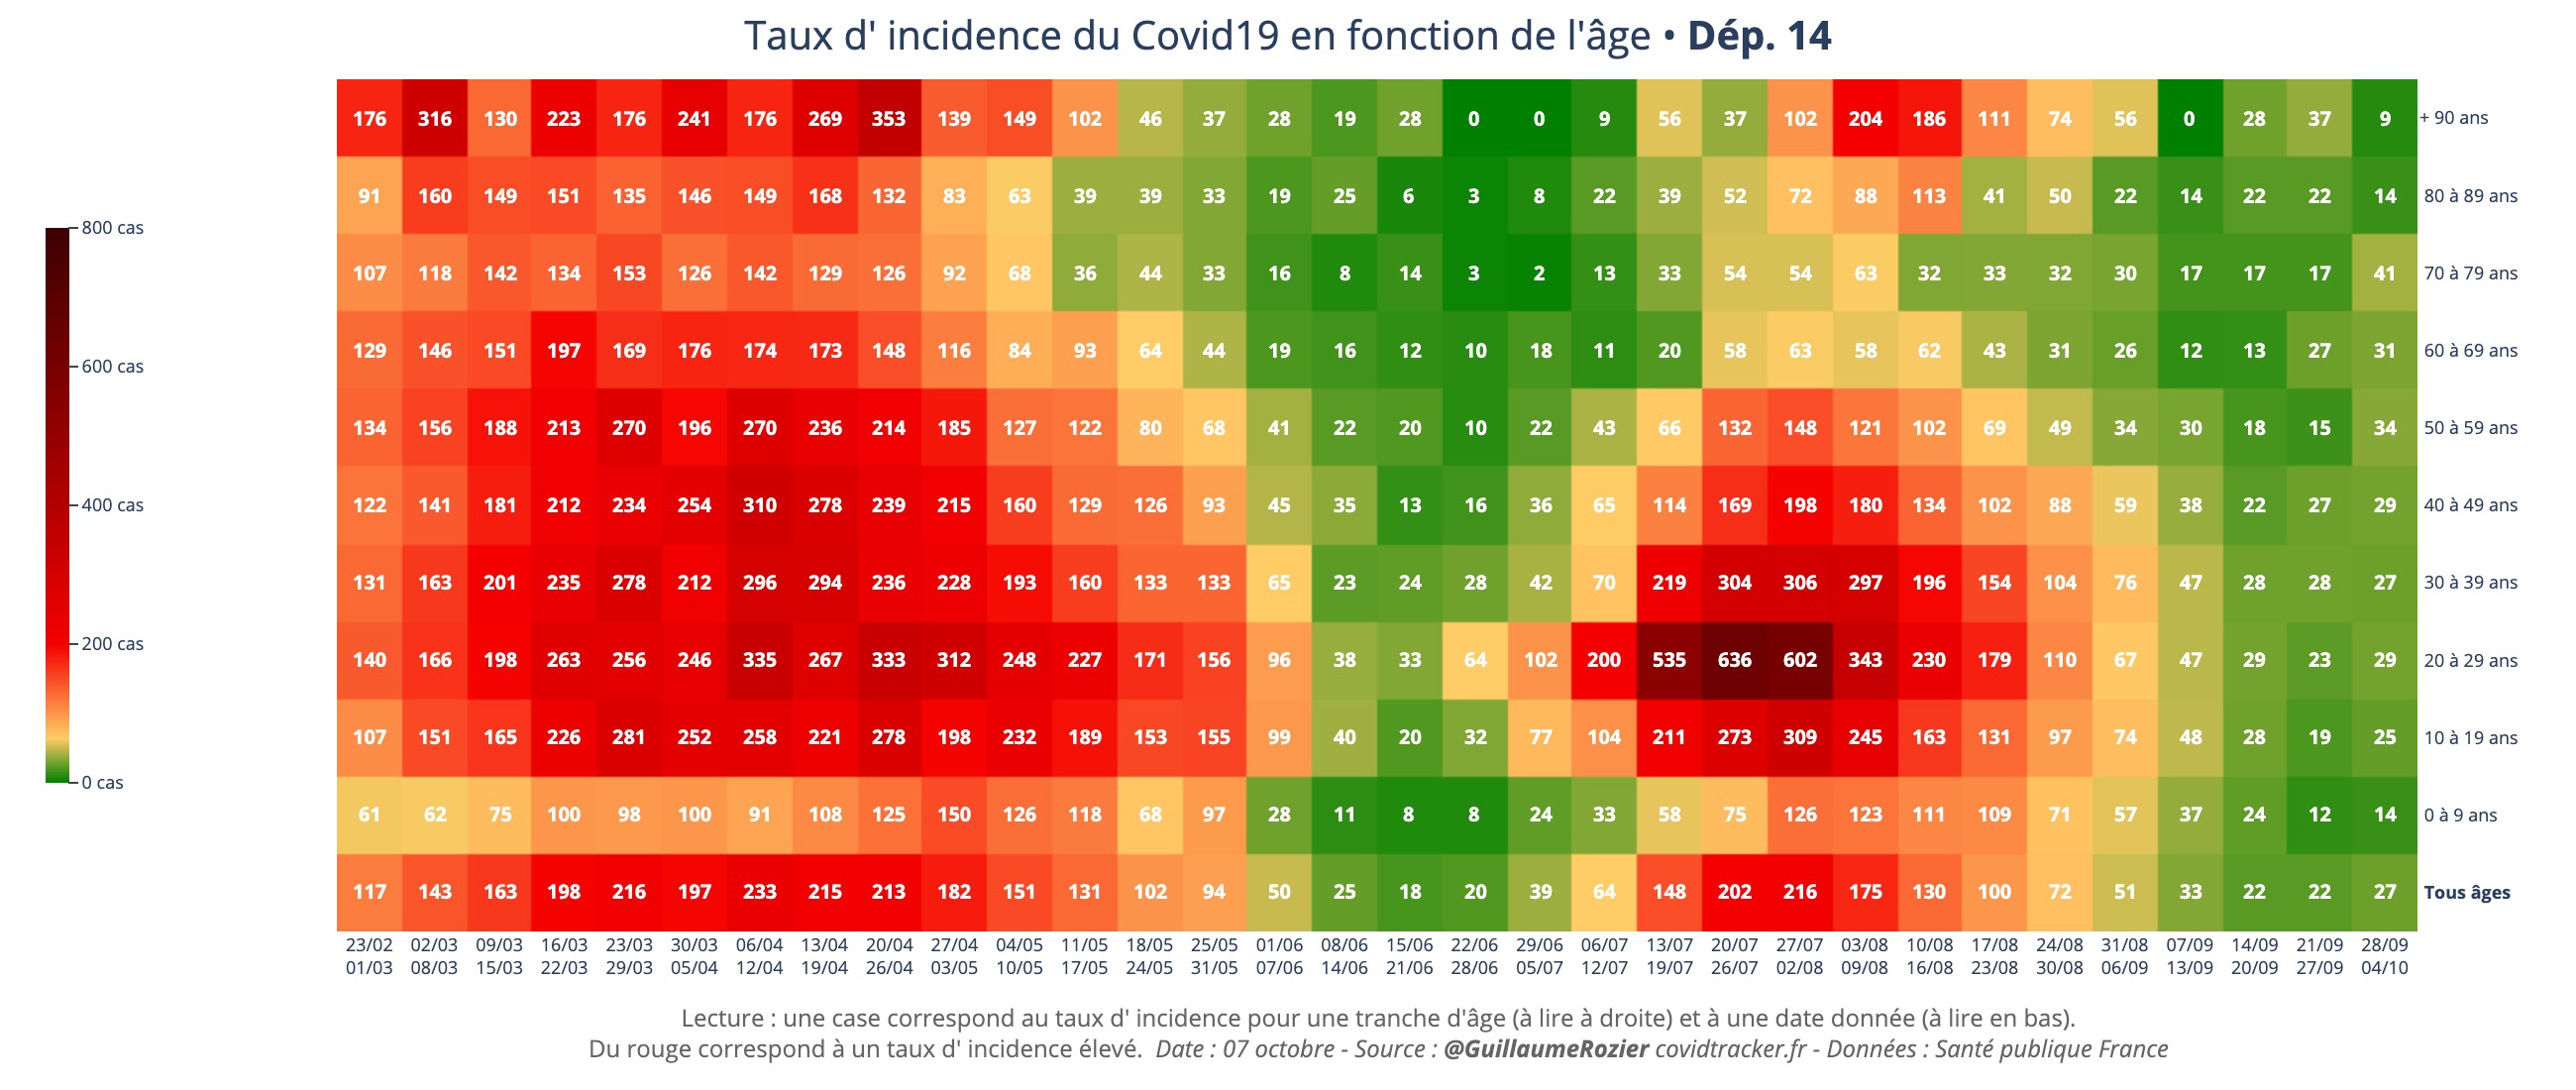 Taux d' incidence du Covid19 en fonction de l'âge • Dép. 14
800 cas
600 cas
400 cas
200 cas
0 cas
176 316 130 223 176 241 176 269 353 139 149 102 46 37 28 19 28 0 0 9 56 37 102 204 186 111 74 56 0 28 37 9 + 90 ans
91 160 149 151 135 146 149 168 132 83 63 39 39 33 19 25 6 3 8 22 39 52 72 88 113 41 50 22 14 22 22 14 80 à 89 ans
107 118 142 134 153 126 142 129 126 92 68 36 44 33 16 8 14 3 2 13 33 54 54 63 32 33 32 30 17 17 17 41 70 à 79 ans
129 146 151 197 169 176 174 173 148 116 84 93 64 44 19 16 12 10 18 11 20 58 63 58 62 43 31 26 12 13 27 31 60 à 69 ans
134 156 188 213 270 196 270 236 214 185 127 122 80 68 41 22 20 10 22 43 66 132 148 121 102 69 49 34 30 18 15 34 50 à 59 ans
122 141 181 212 234 254 310 278 239 215 160 129 126 93 45 35 13 16 36 65 114 169 198 180 134 102 88 59 38 22 27 29 40 à 49 ans
131 163 201 235 278 212 296 294 236 228 193 160 133 133 65 23 24 28 42 70 219 304 306 297 196 154 104 76 47 28 28 27 30 à 39 ans
140 166 198 263 256 246 335 267 333 312 248 227 171 156 96 38 33 64 102 200 535 636 602 343 230 179 110 67 47 29 23 29 20 à 29 ans
107 151 165 226 281 252 258 221 278 198 232 189 153 155 99 40 20 32 77 104 211 273 309 245 163 131 97 74 48 28 19 25 10 à 19 ans
61 62 75 100 98 100 91 108 125 150 126 118 68 97 28 11 8 8 24 33 58 75 126 123 111 109 71 57 37 24 12 14 0 à 9 ans
117 143 163 198 216 197 233 215 213 182 151 131 102 94 50 25 18 20 39 64 148 202 216 175 130 100 72 51 33 22 22 27 Tous âges
23/02 02/03 09/03 16/03 23/03 30/03 06/04 13/04 20/04 27/04 04/05 11/05 18/05 25/05 01/06 08/06 15/06 22/06 29/06 06/07 13/07 20/07 27/07 03/08 10/08 17/08 24/08 31/08 07/09 14/09 21/09 28/09
01/03 08/03 15/03 22/03 29/03 05/04 12/04 19/04 26/04 03/05 10/05 17/05 24/05 31/05 07/06 14/06 21/06 28/06 05/07 12/07 19/07 26/07 02/08 09/08 16/08 23/08 30/08 06/09 13/09 20/09 27/09 04/10
Lecture : une case correspond au taux d' incidence pour une tranche d'âge (à lire à droite) et à une date donnée (à lire en bas).
Du rouge correspond à un taux d' incidence élevé. Date : 07 octobre - Source : @GuillaumeRozier covidtracker.fr - Données : Santé publique France